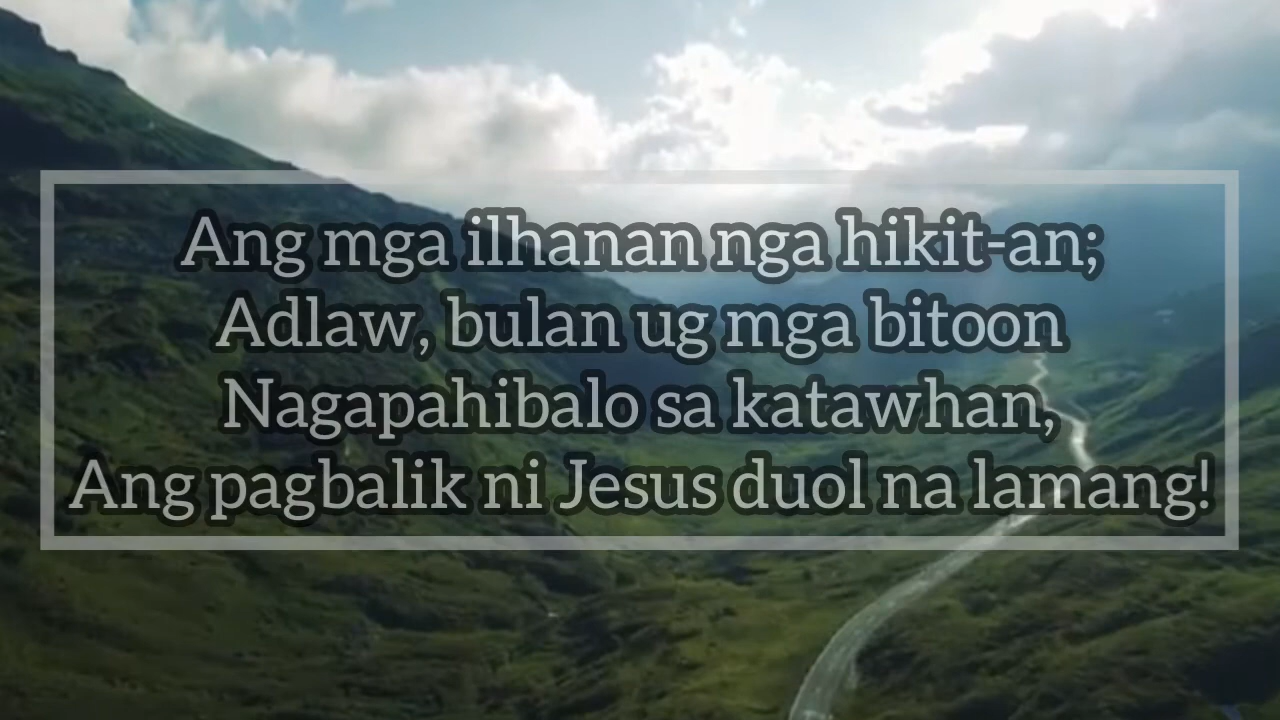 Ang mga ilhanan nga hikit-an;
Adlaw, bulan ug mga bitoon
Nagapahibalo sa katawhan,
Ang pagbalik ni Jesus duol na lamang!